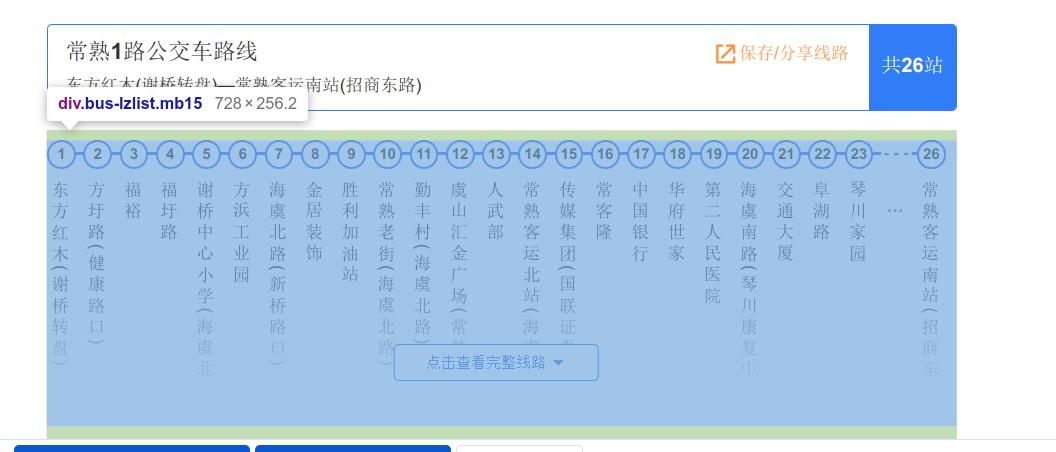 常熟1路公交车路线
保存/分享线路
共26站
东方红木(谢桥转盘)—常熟客运南站(招商东路)
div.bus-lzlist.mb15 728×256.2
1 2 3 4 5 6 7 8 9 10 11 12 13 14 15 16 17 18 19 20 21 22 23 26
东方红木(谢桥转盘)
方圩路(健康路口)
福裕
福圩路
谢桥中心小学(海虞北
方浜工业园
海虞北路(新桥路口)
金居装饰
胜利加油站
常熟老街(海虞北路)
勤丰村(海虞北路)
虞山汇金广场(常
人武部
常熟客运北站(海
传媒集团(国联证
常客隆
中国银行
华府世家
第二人民医院
海虞南路(琴川康复中
交通大厦
阜湖路
琴川家园
...
常熟客运南站(招商东
点击查看完整线路